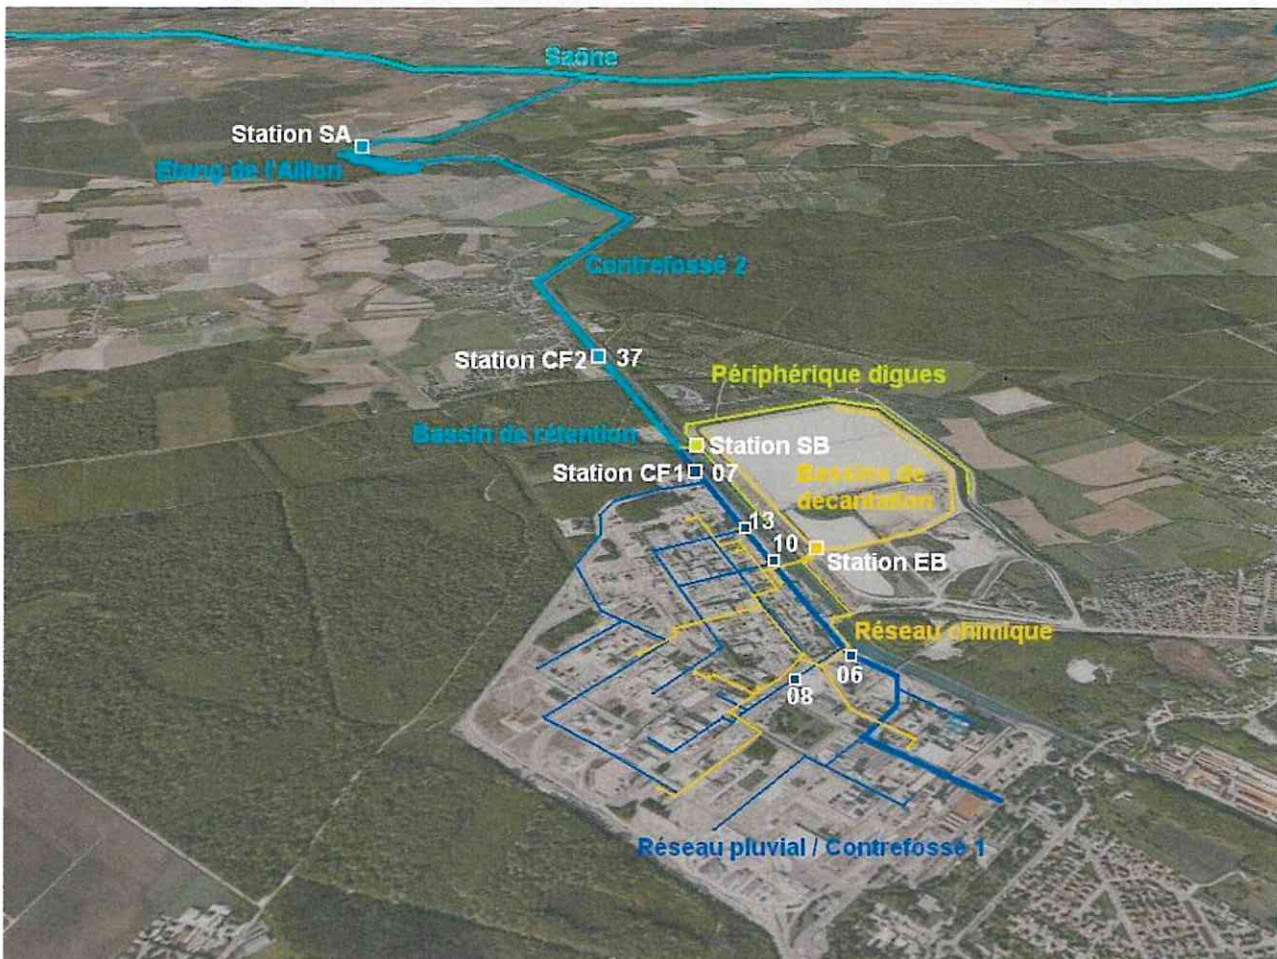 Saône
Station SA
Etang de l'Aillon
Contrefossé 2
Station CF2 37
Périphérique digues
Bassin de rétention
Station SB
Station CF1 07
Bassins de
décantation
13
10
Station EB
Réseau chimique
06
08
Réseau pluvial / Contrefossé 1